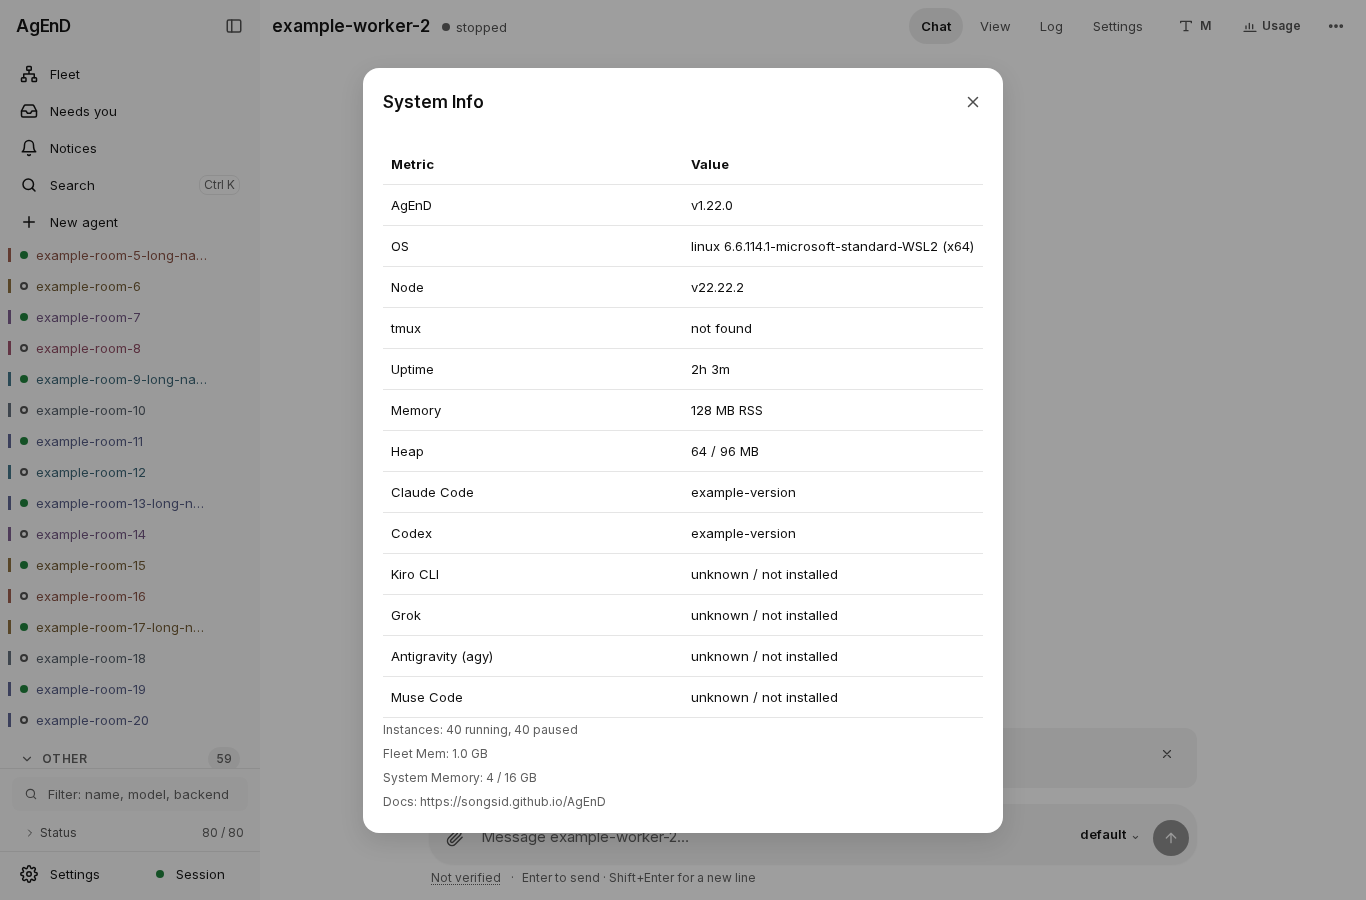 AgEnD
Fleet
Needs you
Notices
Search
Ctrl K
New agent
example-room-5-long-na…
example-room-6
example-room-7
example-room-8
example-room-9-long-na…
example-room-10
example-room-11
example-room-12
example-room-13-long-n…
example-room-14
example-room-15
example-room-16
example-room-17-long-n…
example-room-18
example-room-19
example-room-20
OTHER 59
Filter: name, model, backend
Status 80 / 80
Settings Session
example-worker-2 stopped
Chat View Log Settings M Usage
System Info
Metric Value
AgEnD v1.22.0
OS linux 6.6.114.1-microsoft-standard-WSL2 (x64)
Node v22.22.2
tmux not found
Uptime 2h 3m
Memory 128 MB RSS
Heap 64 / 96 MB
Claude Code example-version
Codex example-version
Kiro CLI unknown / not installed
Grok unknown / not installed
Antigravity (agy) unknown / not installed
Muse Code unknown / not installed
Instances: 40 running, 40 paused
Fleet Mem: 1.0 GB
System Memory: 4 / 16 GB
Docs: https://songsid.github.io/AgEnD
Message example-worker-2...
default
Not verified · Enter to send · Shift+Enter for a new line